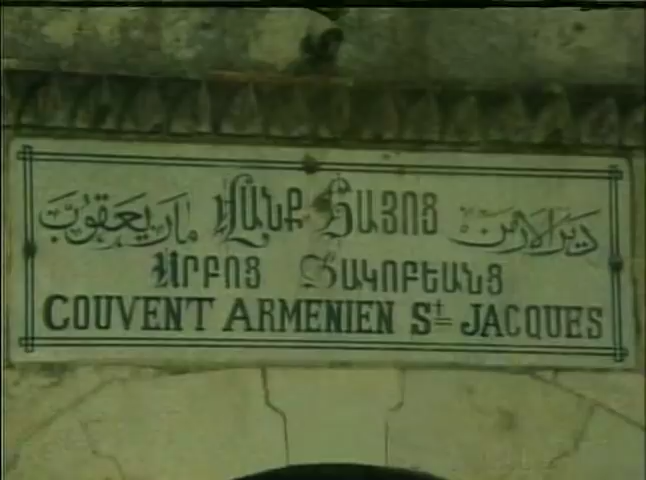 دير الارمن ՎԱՆՔ ՀԱՅՈՑ مار يعقوب
ՍՐԲՈՑ ՅԱԿՈԲԵԱՆՑ
COUVENT ARMENIEN St JACQUES